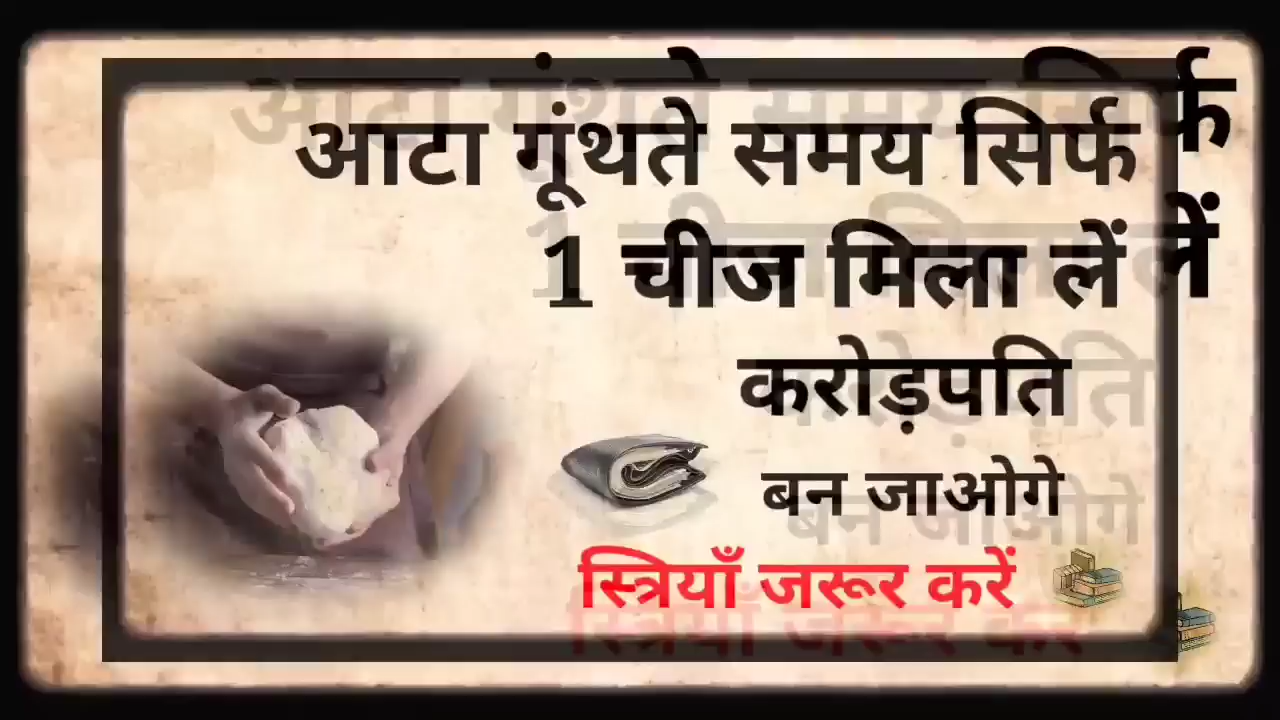 आटा गूंथते समय सिर्फ
1 चीज मिला लें
करोड़पति
बन जाओगे
स्त्रियाँ जरूर करें